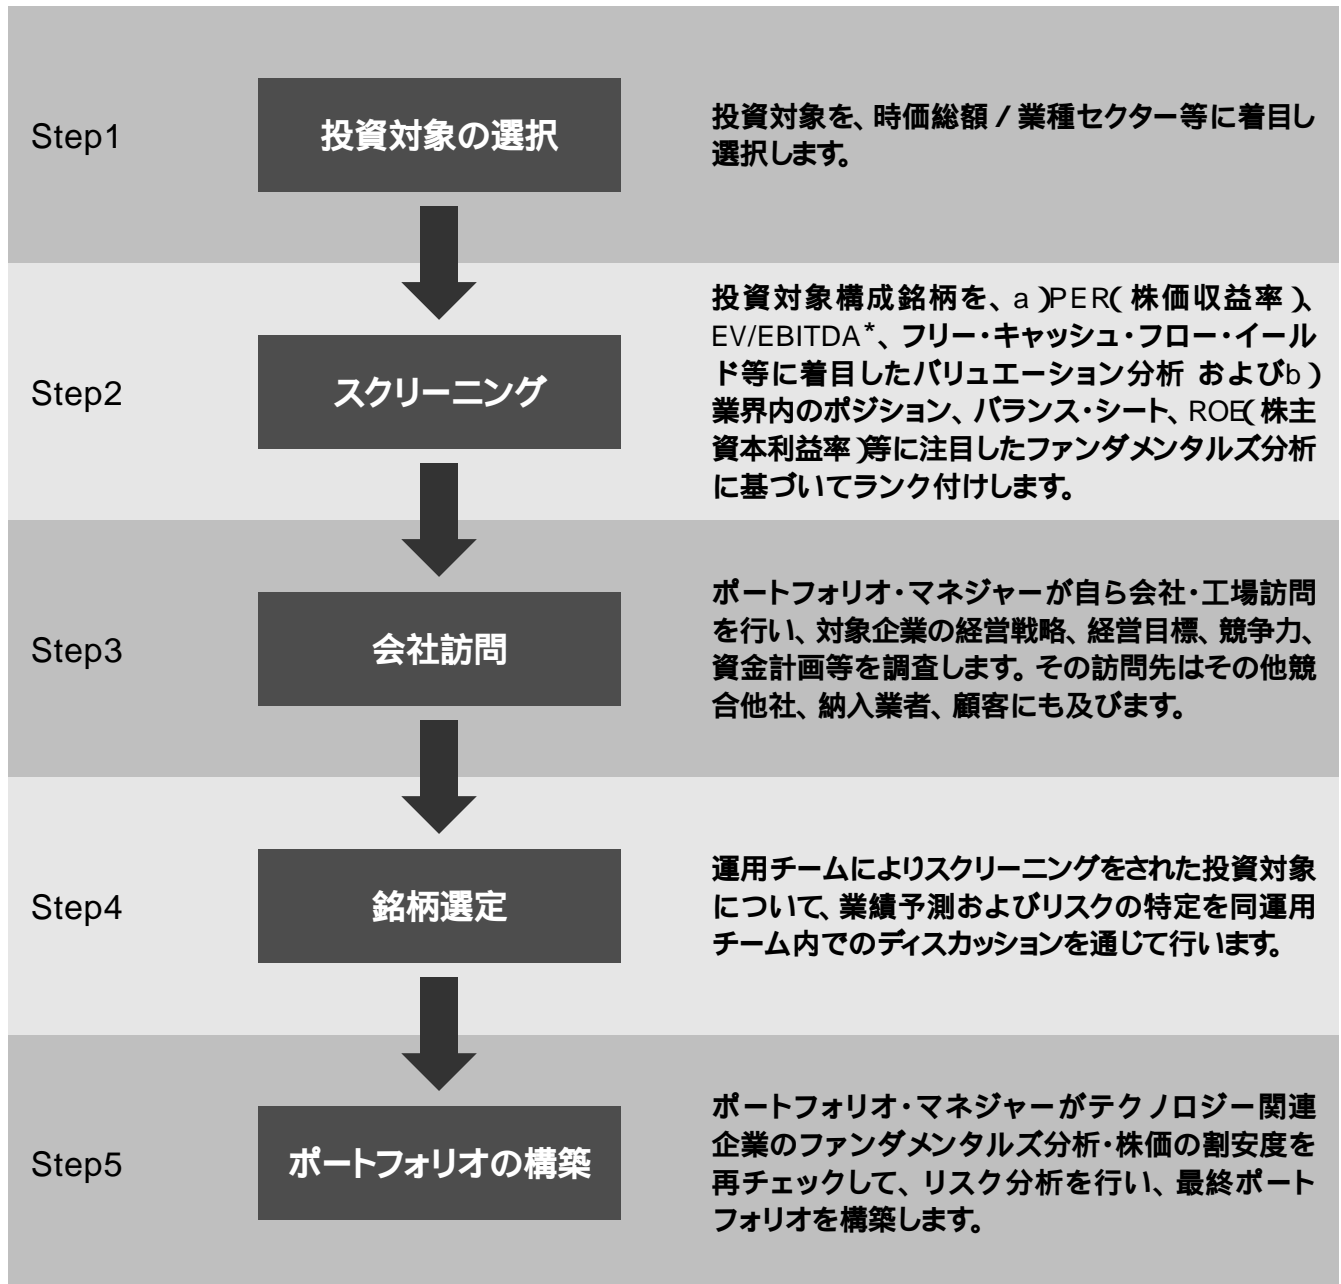 Step1
投資対象の選択
投資対象を、時価総額/業種セクター等に着目し
選択します。
Step2
スクリーニング
投資対象構成銘柄を、a)PER(株価収益率)、
EV/EBITDA*、フリー・キャッシュ・フロー・イール
ド等に着目したバリュエーション分析 およびb)
業界内のポジション、バランス・シート、ROE(株主
資本利益率)等に注目したファンダメンタルズ分析
に基づいてランク付けします。
Step3
会社訪問
ポートフォリオ・マネジャーが自ら会社・工場訪問
を行い、対象企業の経営戦略、経営目標、競争力、
資金計画等を調査します。その訪問先はその他競
合他社、納入業者、顧客にも及びます。
Step4
銘柄選定
運用チームによりスクリーニングをされた投資対象
について、業績予測およびリスクの特定を同運用
チーム内でのディスカッションを通じて行います。
Step5
ポートフォリオの構築
ポートフォリオ・マネジャーがテクノロジー関連
企業のファンダメンタルズ分析・株価の割安度を
再チェックして、リスク分析を行い、最終ポート
フォリオを構築します。